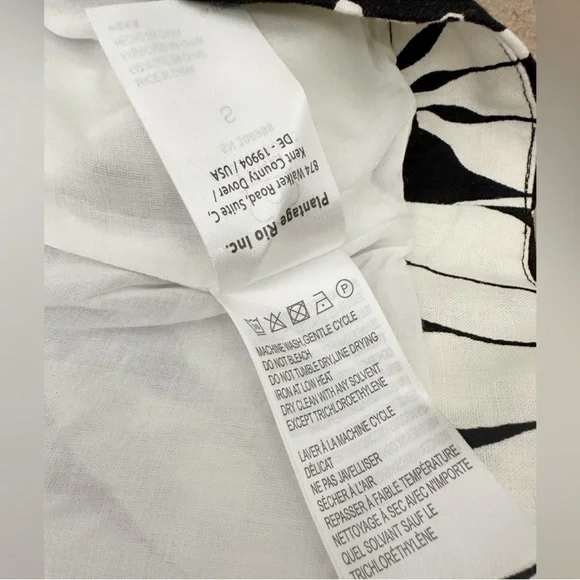 Plantage Rio Inc.
874 Walker Road,Suite C,
Kent County Dover /
DE - 19904 / USA
S
P
MACHINE WASH,GENTLE CYCLE
DO NOT BLEACH
DO NOT TUMBLE DRY,LINE DRYING
IRON AT LOW HEAT
DRY CLEAN WITH ANY SOLVENT
EXCEPT TRICHLOROETHYLENE
LAVER À LA MACHINE CYCLE
DÉLICAT
NE PAS JAVELLISER
SÉCHER À L'AIR
REPASSER À FAIBLE TEMPÉRATURE
NETTOYAGE À SEC AVEC N'IMPORTE
QUEL SOLVANT SAUF LE
TRICHLORÉTHYLÈNE